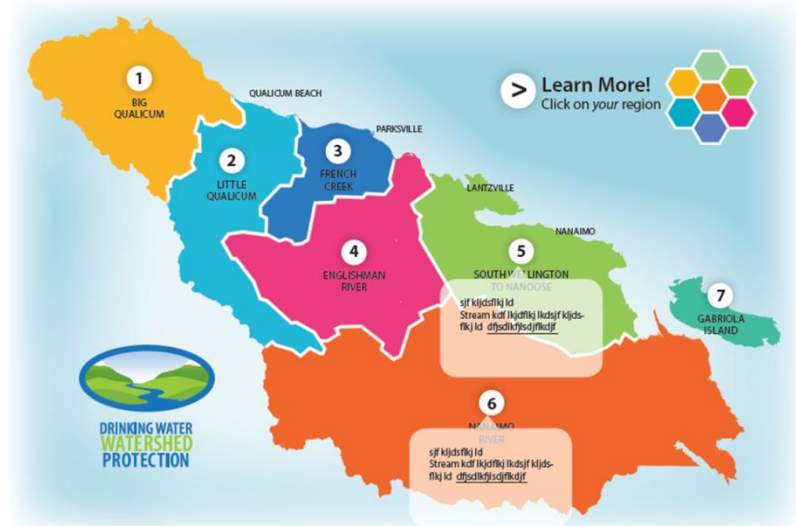 1
BIG
QUALICUM
QUALICUM BEACH
> Learn More!
Click on your region
PARKSVILLE
2
LITTLE
QUALICUM
3
FRENCH
CREEK
LANTZVILLE
NANAIMO
4
ENGLISHMAN
RIVER
5
SOUTH WELLINGTON
TO NANOOSE
sjf kljdsflkj ld
Stream kdf lkjdflkj lkdsjf kljds-
flkj ld dfjsdlkfjlsdjflkdjf
7
GABRIOLA
ISLAND
6
NANAIMO
RIVER
sjf kljdsflkj ld
Stream kdf lkjdflkj lkdsjf kljds-
flkj ld dfjsdlkfjlsdjflkdjf
DRINKING WATER
WATERSHED
PROTECTION